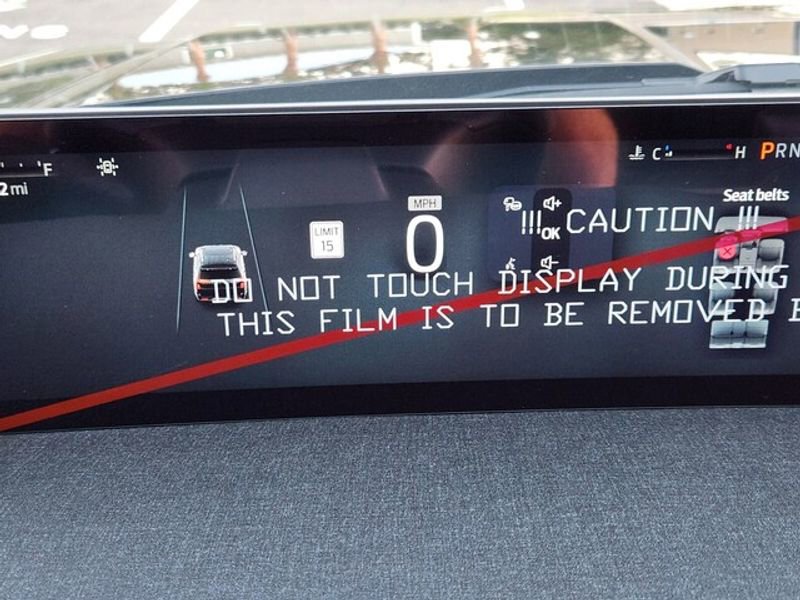 F
2 mi
C H
PRN
Seat belts
MPH
0
LIMIT
15
OK
!!! CAUTION !!!
DO NOT TOUCH DISPLAY DURING
THIS FILM IS TO BE REMOVED